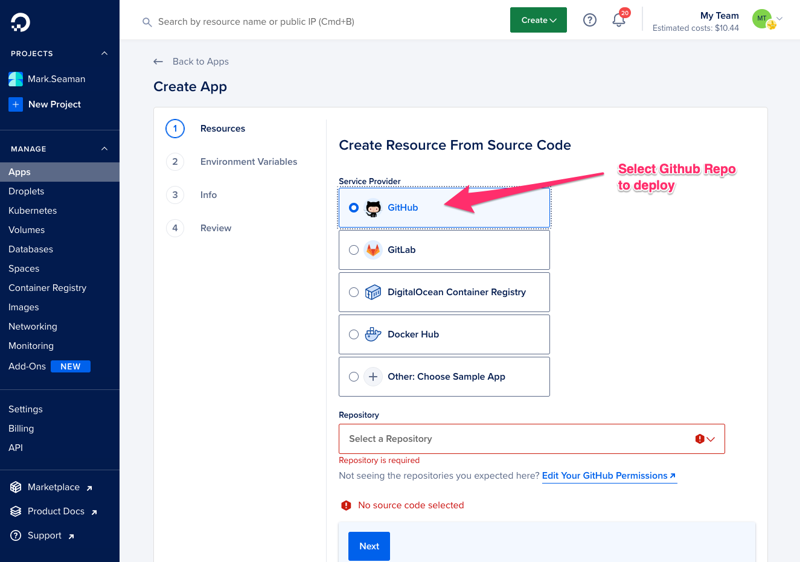 Search by resource name or public IP (Cmd+B)
Create
20
My Team
Estimated costs: $10.44
MT
PROJECTS
Mark.Seaman
+ New Project
MANAGE
Apps
Droplets
Kubernetes
Volumes
Databases
Spaces
Container Registry
Images
Networking
Monitoring
Add-Ons NEW
Settings
Billing
API
Marketplace
Product Docs
Support
← Back to Apps
Create App
1 Resources
2 Environment Variables
3 Info
4 Review
Create Resource From Source Code
Service Provider
GitHub
GitLab
DigitalOcean Container Registry
Docker Hub
Other: Choose Sample App
Select Github Repo
to deploy
Repository
Select a Repository
Repository is required
Not seeing the repositories you expected here? Edit Your GitHub Permissions
No source code selected
Next